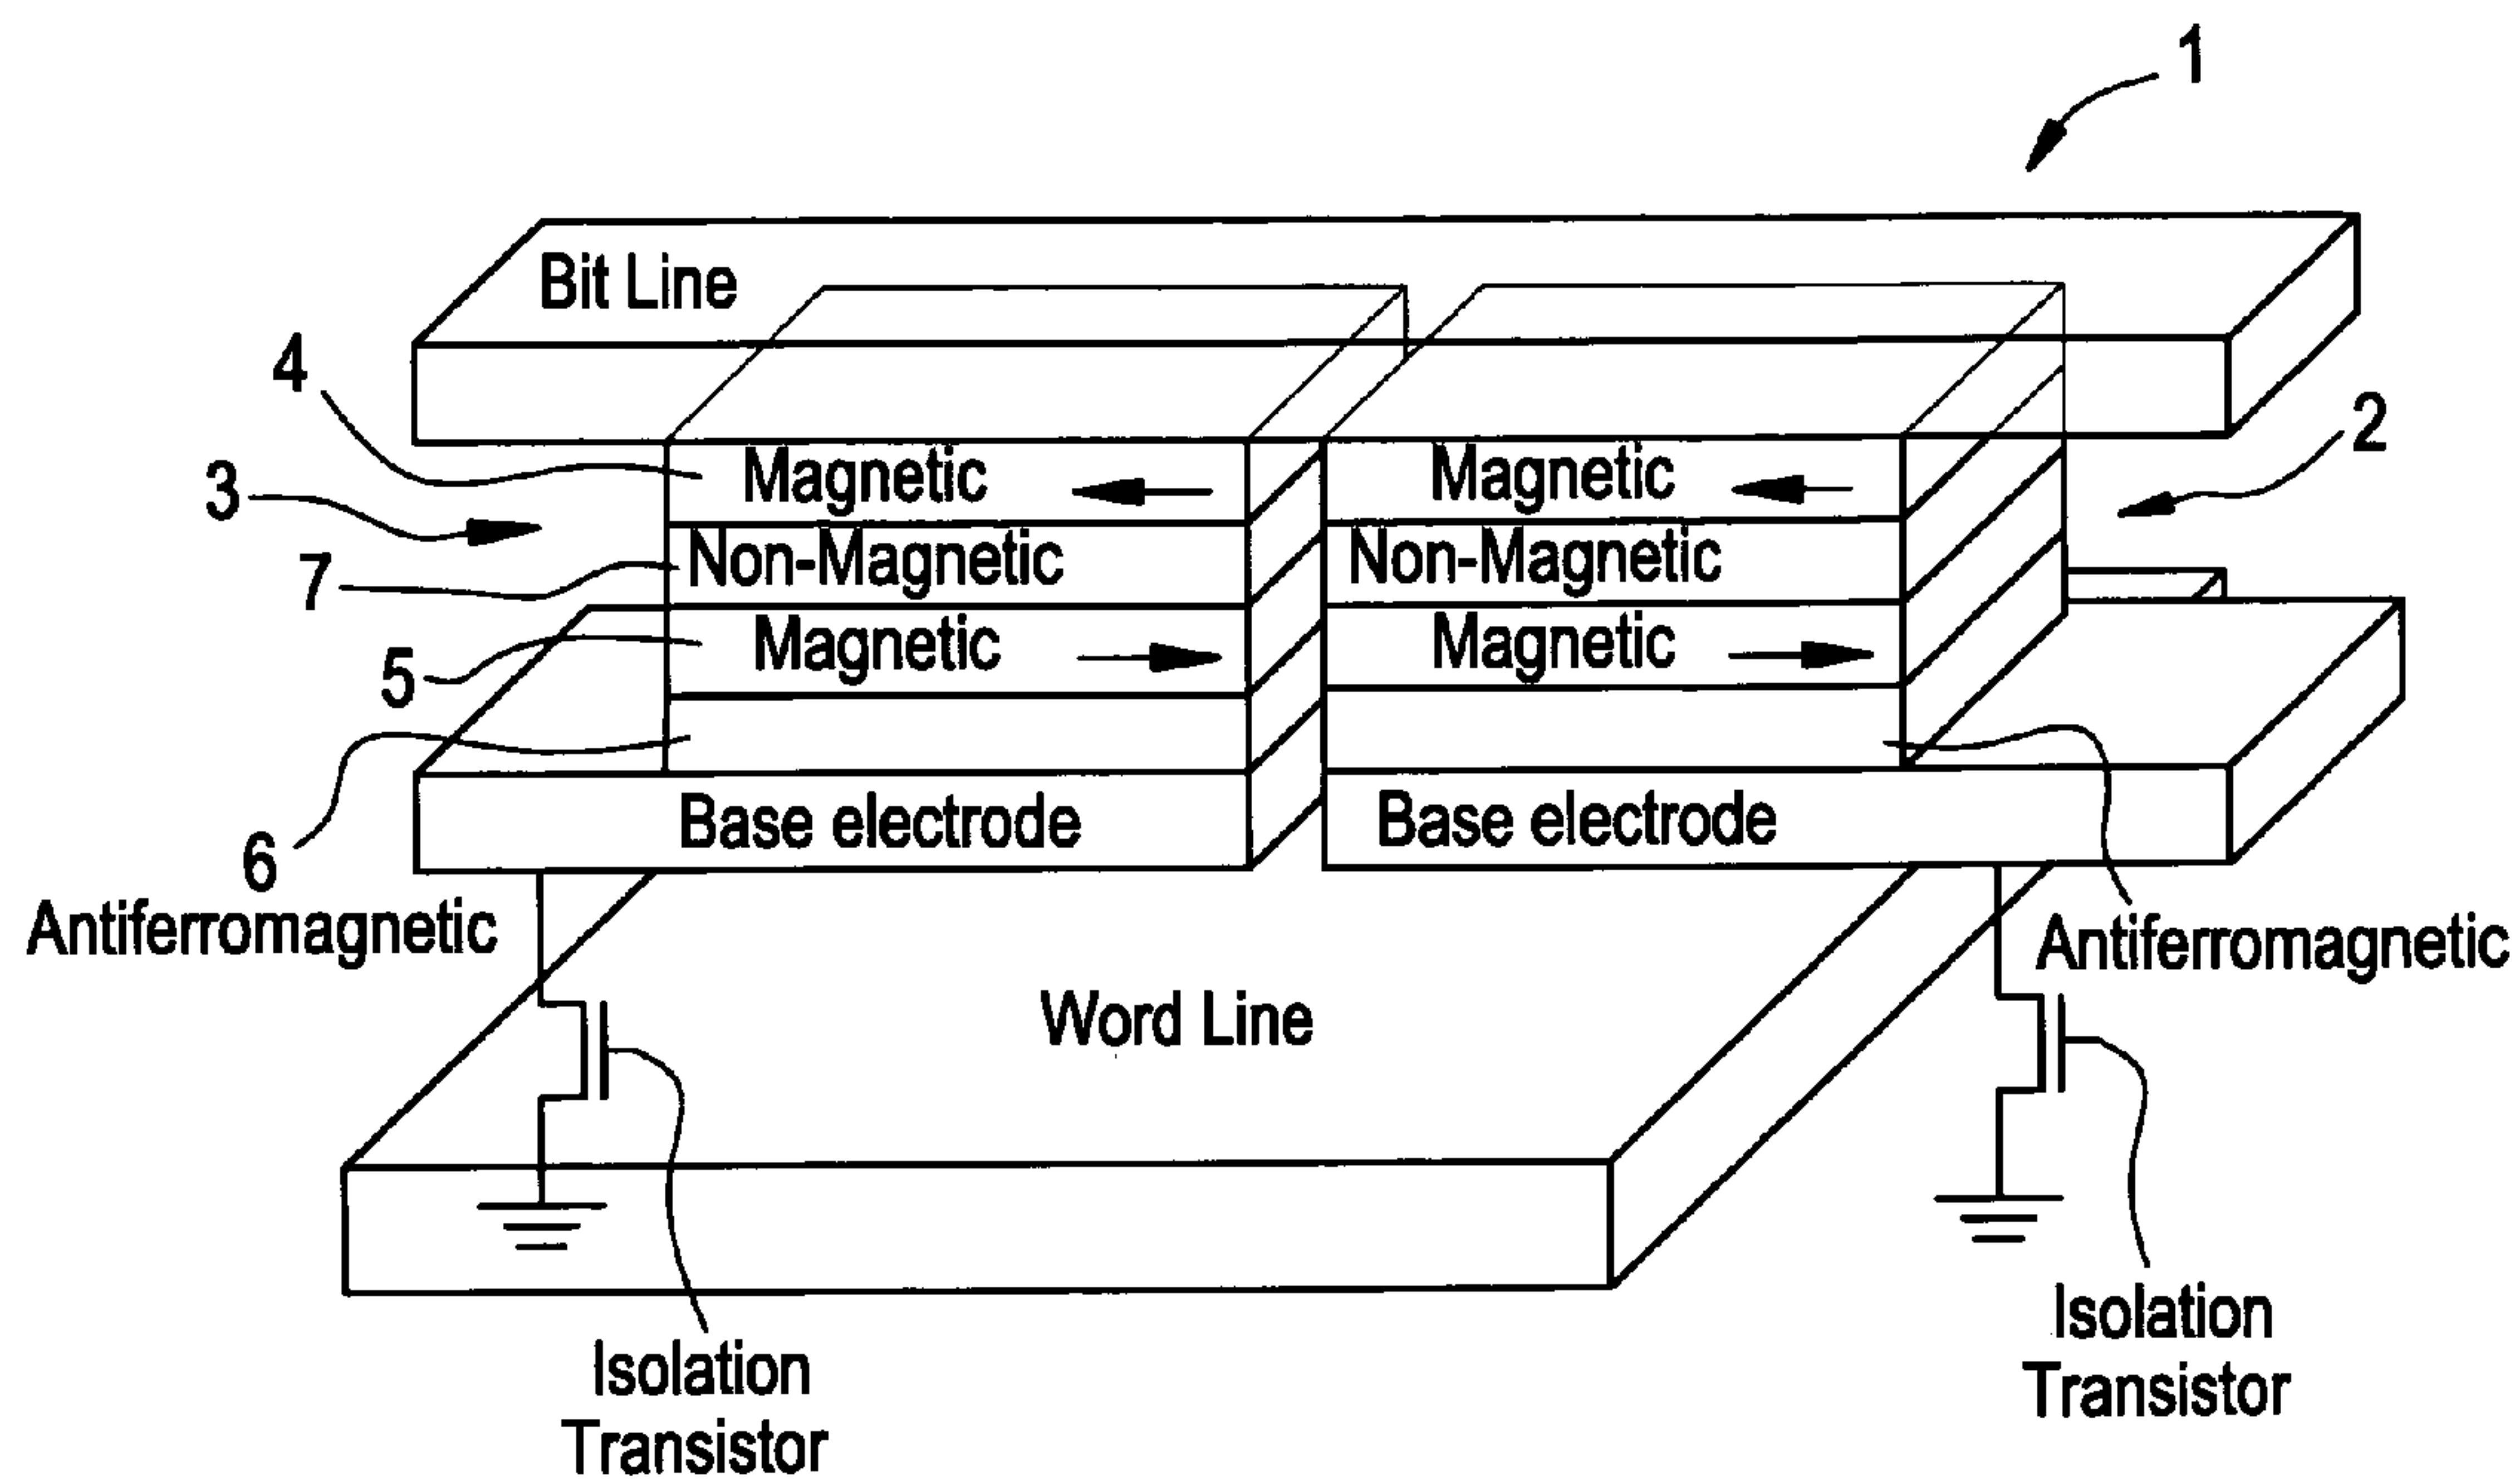 1
Bit Line
4
2
3
Magnetic
Magnetic
7
Non-Magnetic
Non-Magnetic
5
Magnetic
Magnetic
6
Base electrode
Base electrode
Antiferromagnetic
Antiferromagnetic
Word Line
Isolation
Transistor
Isolation
Transistor